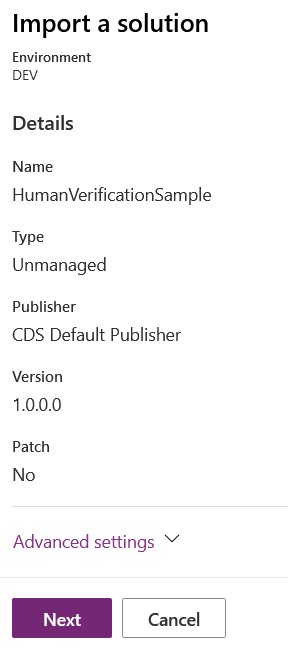 Import a solution
Environment
DEV
Details
Name
HumanVerificationSample
Type
Unmanaged
Publisher
CDS Default Publisher
Version
1.0.0.0
Patch
No
Advanced settings
Next Cancel